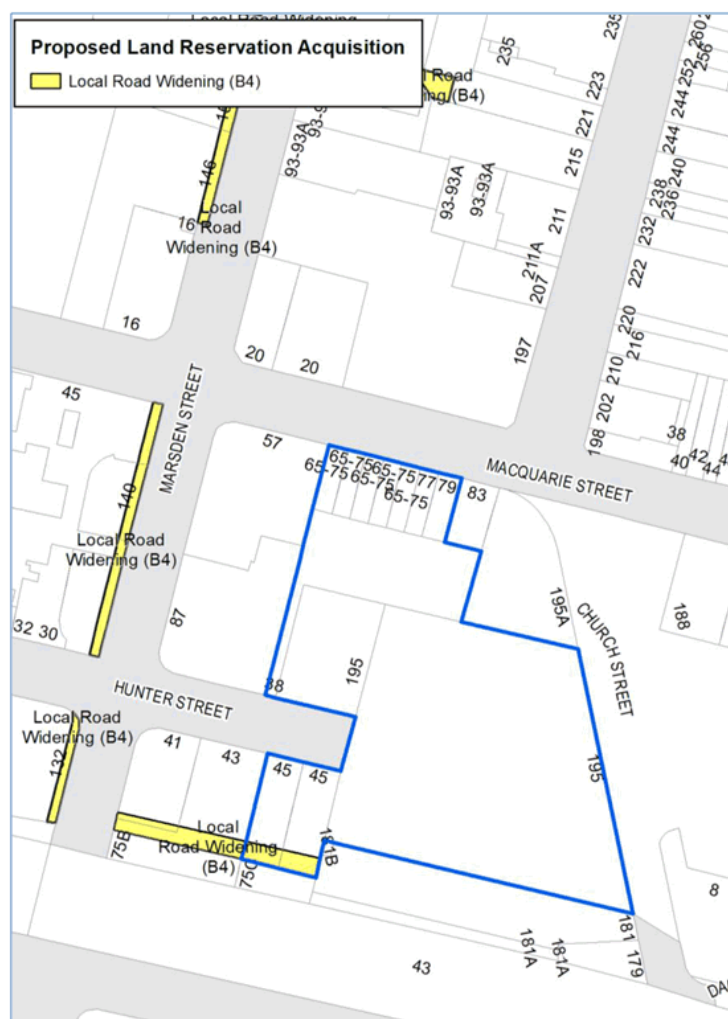 Local Road Widening
Proposed Land Reservation Acquisition
Local Road Widening (B4)
235
235
260
256
252
244
244
240
238
236
232
222
220
216
210
202
198
223
221
215
211
211A
207
197
93-93A
93-93A
93-93A
146
Local
Road
Widening (B4)
16
16
20
20
38
42
40
44
MACQUARIE STREET
MARSDEN STREET
45
57
65-75
65-75
65-75
65-75
65-75
77
79
83
140
Local Road
Widening (B4)
195A
CHURCH STREET
188
32
30
87
38
195
HUNTER STREET
Local Road
Widening (B4)
132
41
43
45
45
195
Local
Road Widening
(B4)
75B
75C
181B
8
181
181A
181A
179
43